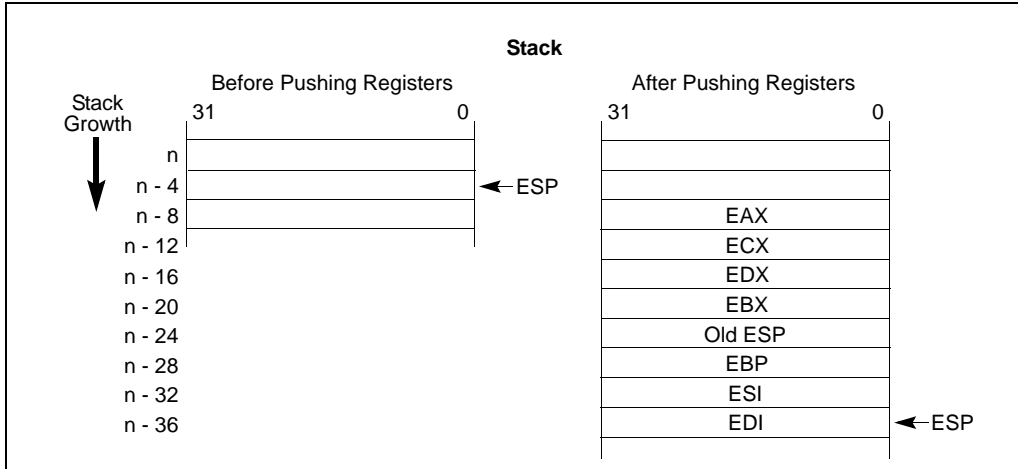 Stack
Before Pushing Registers
After Pushing Registers
Stack
Growth
31 0
31 0
n
n - 4 ESP
n - 8 EAX
n - 12 ECX
n - 16 EDX
n - 20 EBX
n - 24 Old ESP
n - 28 EBP
n - 32 ESI
n - 36 EDI ESP